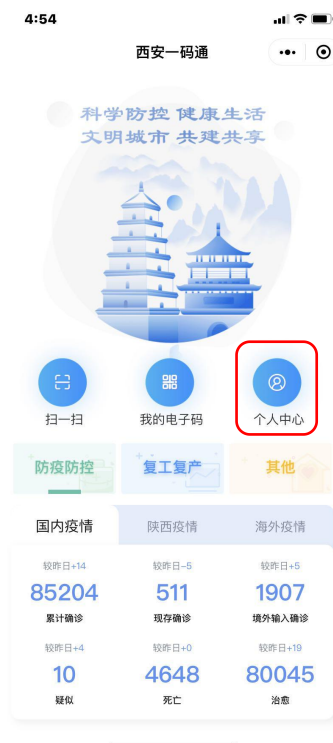 4:54
西安一码通
科学防控 健康生活
文明城市 共建共享
扫一扫 我的电子码 个人中心
防疫防控 复工复产 其他
国内疫情 陕西疫情 海外疫情
较昨日+14 较昨日-5 较昨日+5
85204 511 1907
累计确诊 现存确诊 境外输入确诊
较昨日+4 较昨日+0 较昨日+19
10 4648 80045
疑似 死亡 治愈